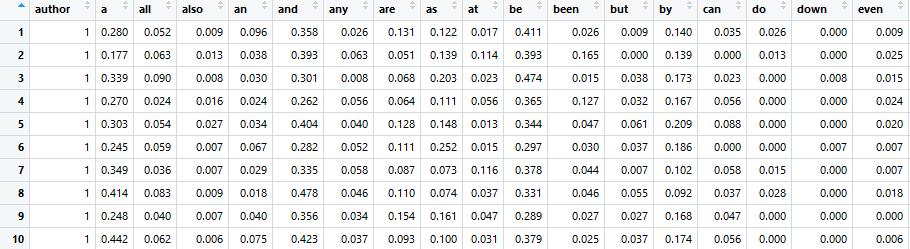 author a all also an and any are as at be been but by can do down even
1 1 0.280 0.052 0.009 0.096 0.358 0.026 0.131 0.122 0.017 0.411 0.026 0.009 0.140 0.035 0.026 0.000 0.009
2 1 0.177 0.063 0.013 0.038 0.393 0.063 0.051 0.139 0.114 0.393 0.165 0.000 0.139 0.000 0.013 0.000 0.025
3 1 0.339 0.090 0.008 0.030 0.301 0.008 0.068 0.203 0.023 0.474 0.015 0.038 0.173 0.023 0.000 0.008 0.015
4 1 0.270 0.024 0.016 0.024 0.262 0.056 0.064 0.111 0.056 0.365 0.127 0.032 0.167 0.056 0.000 0.000 0.024
5 1 0.303 0.054 0.027 0.034 0.404 0.040 0.128 0.148 0.013 0.344 0.047 0.061 0.209 0.088 0.000 0.000 0.020
6 1 0.245 0.059 0.007 0.067 0.282 0.052 0.111 0.252 0.015 0.297 0.030 0.037 0.186 0.000 0.000 0.007 0.007
7 1 0.349 0.036 0.007 0.029 0.335 0.058 0.087 0.073 0.116 0.378 0.044 0.007 0.102 0.058 0.015 0.000 0.007
8 1 0.414 0.083 0.009 0.018 0.478 0.046 0.110 0.074 0.037 0.331 0.046 0.055 0.092 0.037 0.028 0.000 0.018
9 1 0.248 0.040 0.007 0.040 0.356 0.034 0.154 0.161 0.047 0.289 0.027 0.027 0.168 0.047 0.000 0.000 0.000
10 1 0.442 0.062 0.006 0.075 0.423 0.037 0.093 0.100 0.031 0.379 0.025 0.037 0.174 0.056 0.000 0.000 0.006